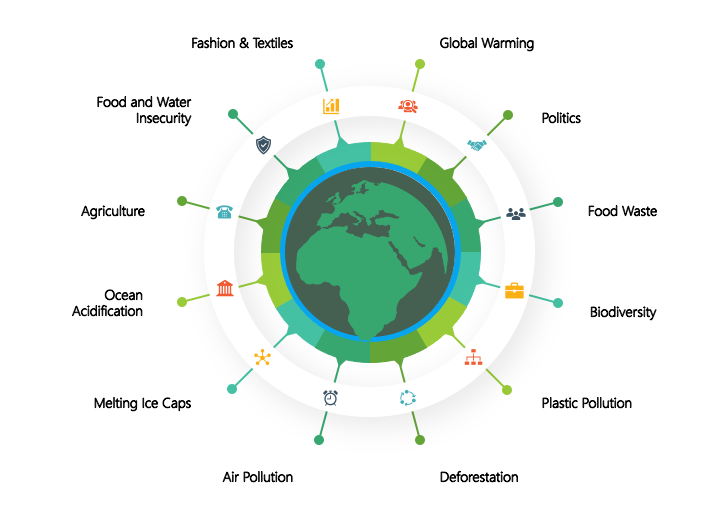 Fashion & Textiles
Global Warming
Food and Water
Insecurity
Politics
Agriculture
Food Waste
Ocean
Acidification
Biodiversity
Melting Ice Caps
Plastic Pollution
Air Pollution
Deforestation